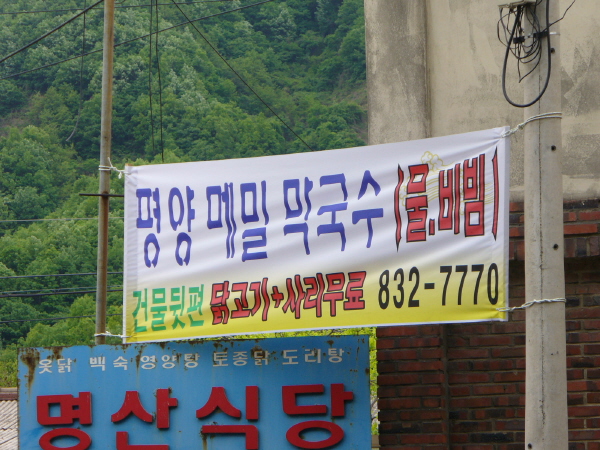 평양 메밀 막국수 (물,비빔)
건물뒷편 닭고기+사리무료 832-7770
옻닭 백숙 영양탕 토종닭 도리탕
명산식당